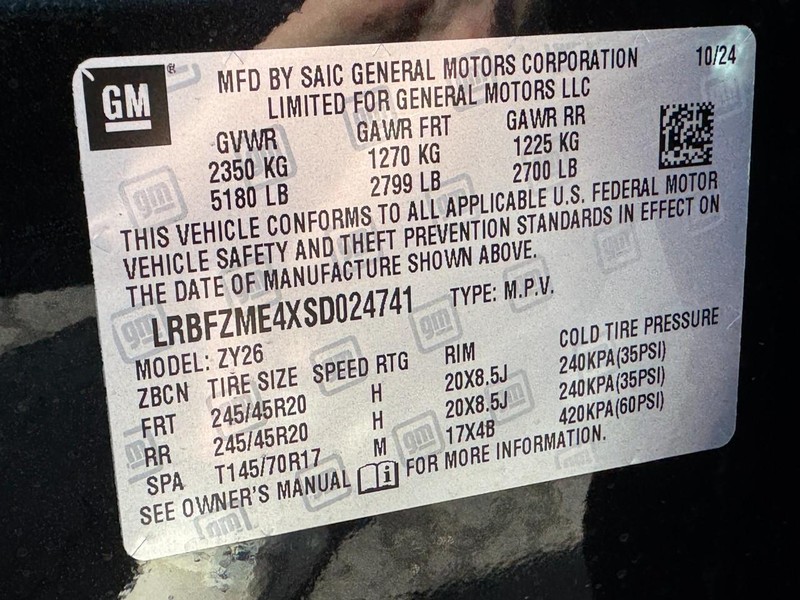 GM
MFD BY SAIC GENERAL MOTORS CORPORATION 10/24
LIMITED FOR GENERAL MOTORS LLC
GVWR GAWR FRT GAWR RR
2350 KG 1270 KG 1225 KG
5180 LB 2799 LB 2700 LB
THIS VEHICLE CONFORMS TO ALL APPLICABLE U.S. FEDERAL MOTOR
VEHICLE SAFETY AND THEFT PREVENTION STANDARDS IN EFFECT ON
THE DATE OF MANUFACTURE SHOWN ABOVE.
LRBFZME4XSD024741 TYPE: M.P.V.
MODEL: ZY26
ZBCN TIRE SIZE SPEED RTG RIM COLD TIRE PRESSURE
FRT 245/45R20 H 20X8.5J 240KPA(35PSI)
RR 245/45R20 H 20X8.5J 240KPA(35PSI)
SPA T145/70R17 M 17X4B 420KPA(60PSI)
SEE OWNER'S MANUAL FOR MORE INFORMATION.